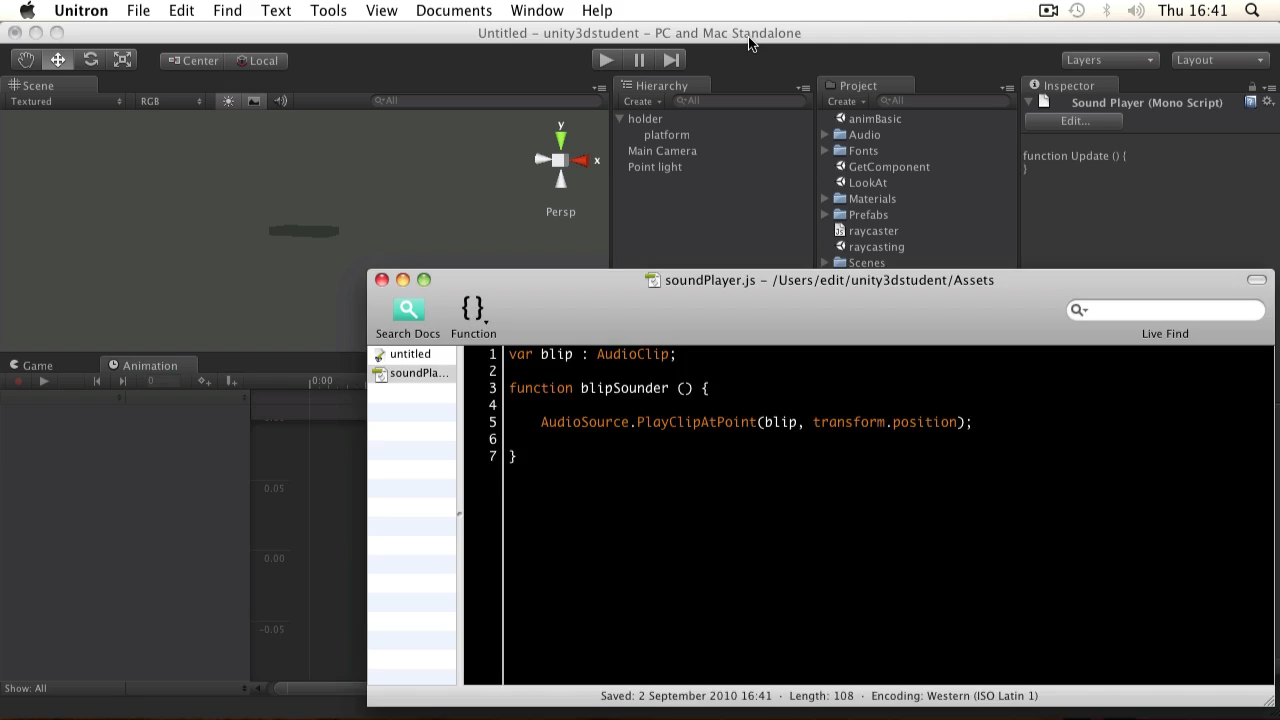 Unitron File Edit Find Text Tools View Documents Window Help Thu 16:41
Untitled – unity3dstudent – PC and Mac Standalone
Center Local Layers Layout
Scene Hierarchy Project Inspector
Textured RGB All Create All Create All Sound Player (Mono Script)
Edit...
holder
platform
Main Camera
Point light
animBasic
Audio
Fonts
GetComponent
LookAt
Materials
Prefabs
raycaster
raycasting
Scenes
function Update () {
}
y
x
Persp
soundPlayer.js – /Users/edit/unity3dstudent/Assets
Search Docs Function Live Find
Game Animation
0 0:00
0.05
0.00
-0.05
Show: All
untitled
soundPla...
1 var blip : AudioClip;
2
3 function blipSounder () {
4
5 AudioSource.PlayClipAtPoint(blip, transform.position);
6
7 }
Saved: 2 September 2010 16:41 · Length: 108 · Encoding: Western (ISO Latin 1)